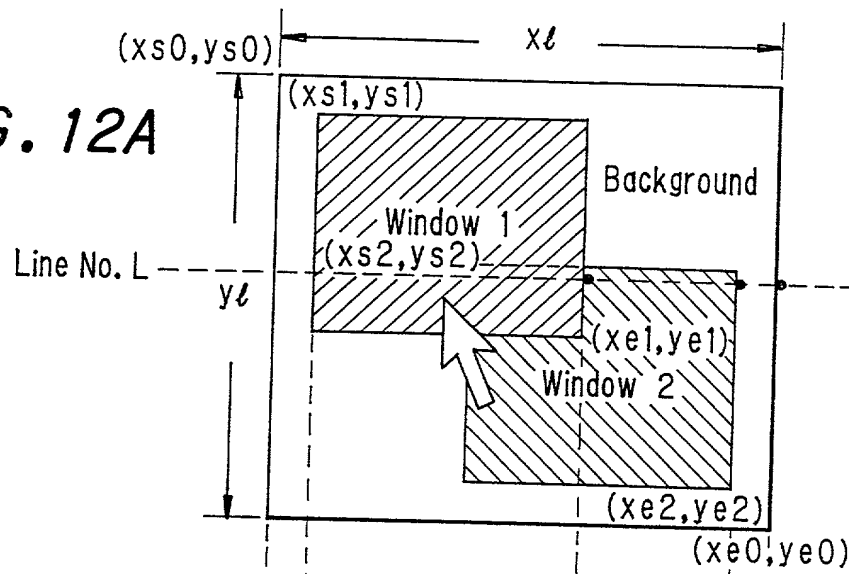 xℓ
(xs0,ys0)
(xs1,ys1)
G. 12A
Background
Window 1
(xs2,ys2)
Line No. L
yℓ
(xe1,ye1)
Window 2
(xe2,ye2)
(xe0,ye0)